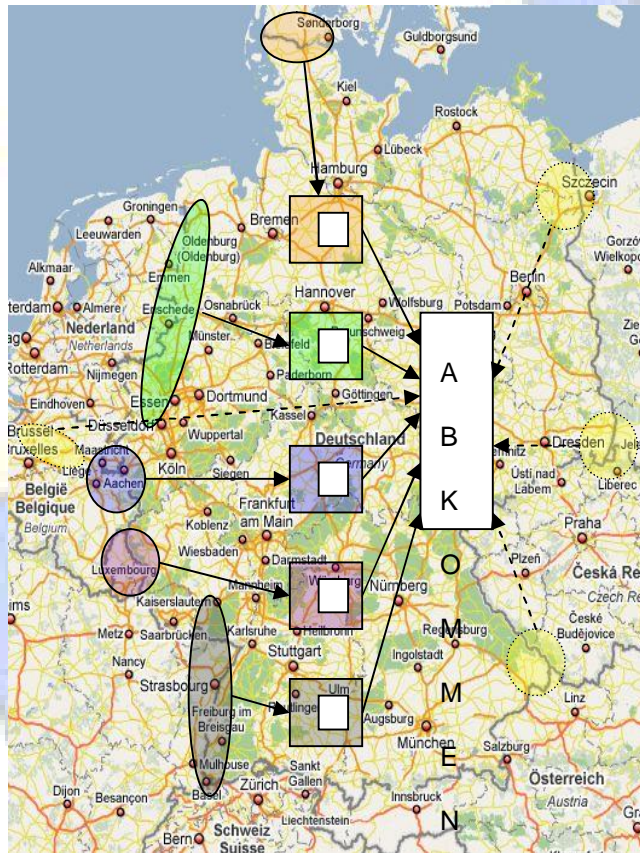 Sønderborg
Guldborgsund
Kiel
Rostock
Lübeck
Hamburg
Szczecin
Groningen
Leeuwarden
Bremen
Oldenburg
(Oldenburg)
Emmen
Alkmaar
Berlin
Hannover
Wolfsburg
Potsdam
Almere
Enschede
Osnabrück
Nederland
Netherlands
Münster
Bielefeld
Rotterdam
Nijmegen
Paderborn
A
Eindhoven
Essen
Dortmund
Göttingen
Kassel
Düsseldorf
Brussel
Bruxelles
Wuppertal
Deutschland
B
Dresden
Maastricht
Köln
Liège
Aachen
Siegen
Ústí nad
Labem
Liberec
België
Belgique
Belgium
Frankfurt
am Main
K
Koblenz
Praha
Wiesbaden
Darmstadt
Plzeň
O
Luxembourg
Mannheim
Nürnberg
Česká Re
Czech Re
Kaiserslautern
Metz
Saarbrücken
Karlsruhe
Heilbronn
Regensburg
M
České
Budějovice
Nancy
Stuttgart
Ingolstadt
Strasbourg
Ulm
M
Linz
Freiburg im
Breisgau
Augsburg
München
E
Salzburg
Mulhouse
Basel
Zürich
Sankt
Gallen
Österreich
Austria
Dijon
Besançon
Innsbruck
N
Liechtenstein
Bern
Schweiz
Suisse